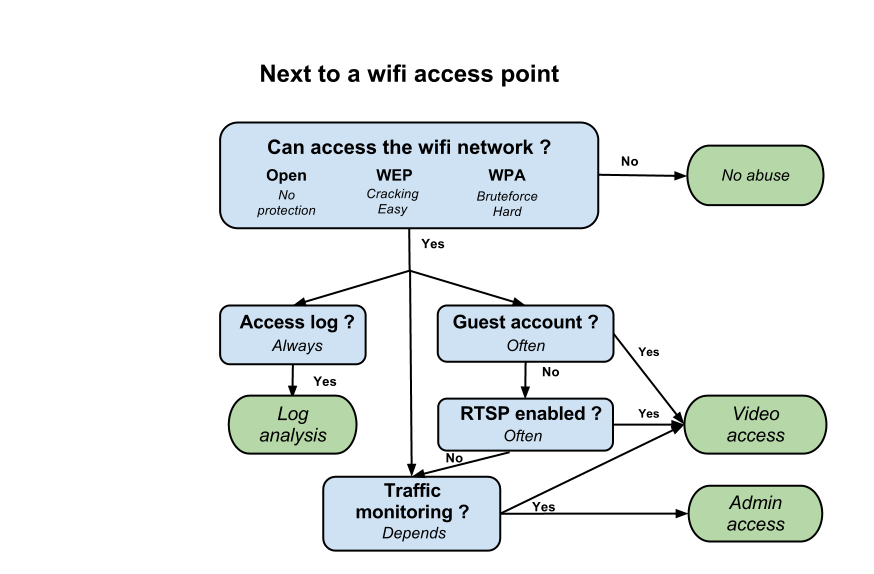 Next to a wifi access point
Can access the wifi network ?
Open
No
protection
WEP
Cracking
Easy
WPA
Bruteforce
Hard
No
No abuse
Yes
Access log ?
Always
Guest account ?
Often
Yes
No
Yes
Log
analysis
RTSP enabled ?
Often
Yes
Video
access
No
Traffic
monitoring ?
Depends
Yes
Admin
access